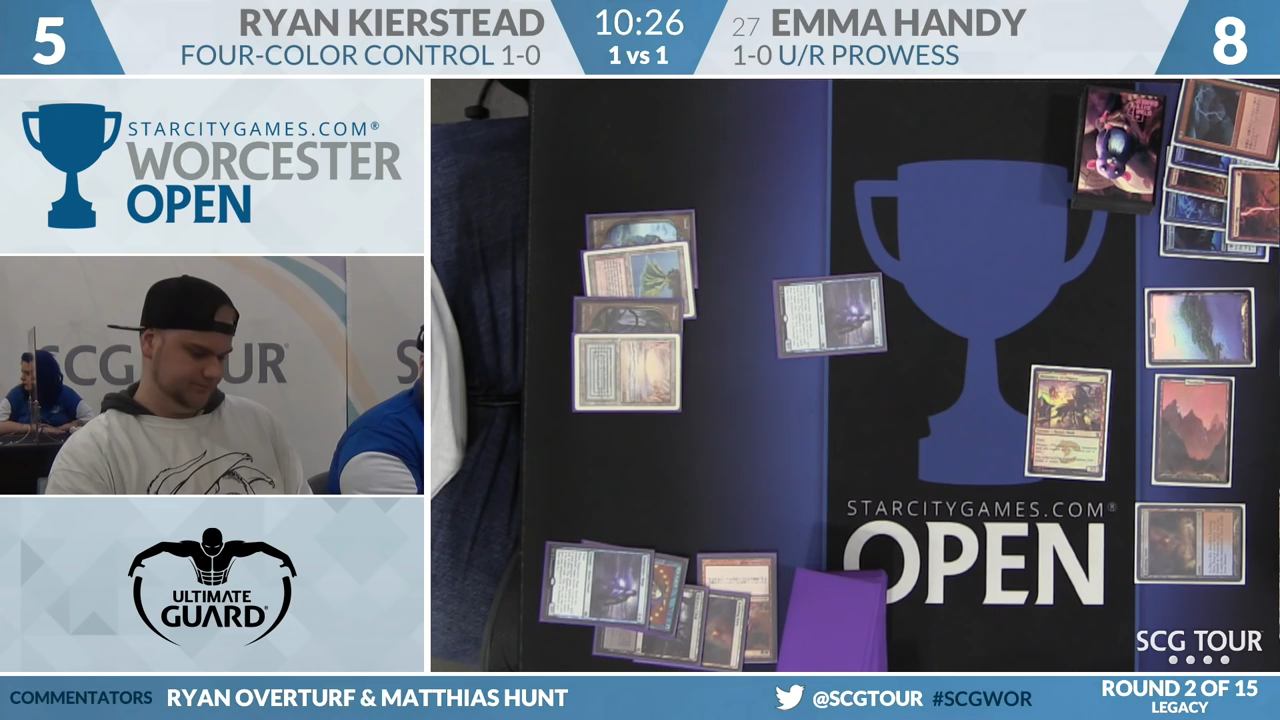 5
RYAN KIERSTEAD
FOUR-COLOR CONTROL 1-0
10:26
1 vs 1
27 EMMA HANDY
1-0 U/R PROWESS
8
STARCITYGAMES.COM®
WORCESTER
OPEN
SCG TOUR®
S
ULTIMATE
GUARD®
STARCITYGAMES.COM®
OPEN
SCG TOUR
COMMENTATORS RYAN OVERTURF & MATTHIAS HUNT
@SCGTOUR #SCGWOR
ROUND 2 OF 15
LEGACY